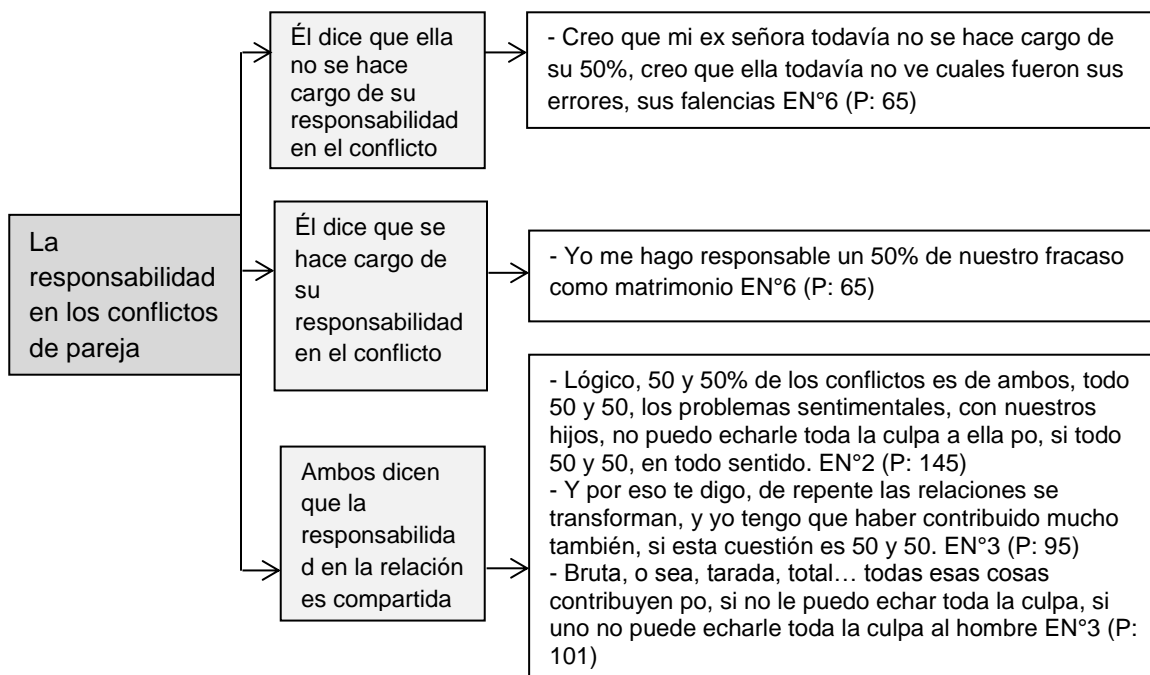 La
responsabilidad
en los conflictos
de pareja
Él dice que ella
no se hace
cargo de su
responsabilidad
en el conflicto
- Creo que mi ex señora todavía no se hace cargo de
su 50%, creo que ella todavía no ve cuales fueron sus
errores, sus falencias EN°6 (P: 65)
Él dice que se
hace cargo de
su
responsabilidad
en el conflicto
- Yo me hago responsable un 50% de nuestro fracaso
como matrimonio EN°6 (P: 65)
Ambos dicen
que la
responsabilida
d en la relación
es compartida
- Lógico, 50 y 50% de los conflictos es de ambos, todo
50 y 50, los problemas sentimentales, con nuestros
hijos, no puedo echarle toda la culpa a ella po, si todo
50 y 50, en todo sentido. EN°2 (P: 145)
- Y por eso te digo, de repente las relaciones se
transforman, y yo tengo que haber contribuido mucho
también, si esta cuestión es 50 y 50. EN°3 (P: 95)
- Bruta, o sea, tarada, total… todas esas cosas
contribuyen po, si no le puedo echar toda la culpa, si
uno no puede echarle toda la culpa al hombre EN°3 (P:
101)